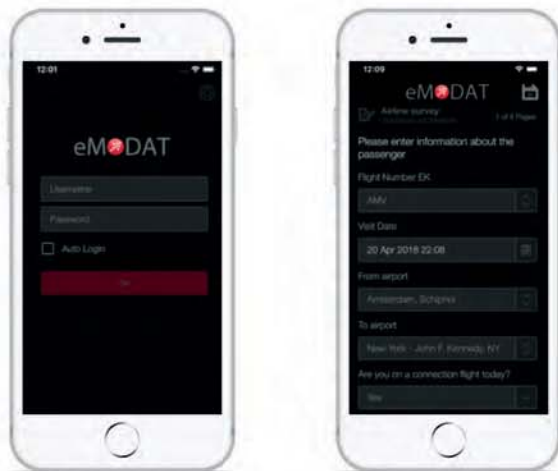 12:01
eMODAT
Username
Password
Auto Login
12:09
eMODAT
Airline survey
1 of 4 Pages
Please enter information about the
passenger
Flight Number EK
AMV
Visit Date
20 Apr 2018 22:08
From airport
Amsterdam, Schiphol
To airport
New York - John F. Kennedy, NY
Are you on a connection flight today?
Yes